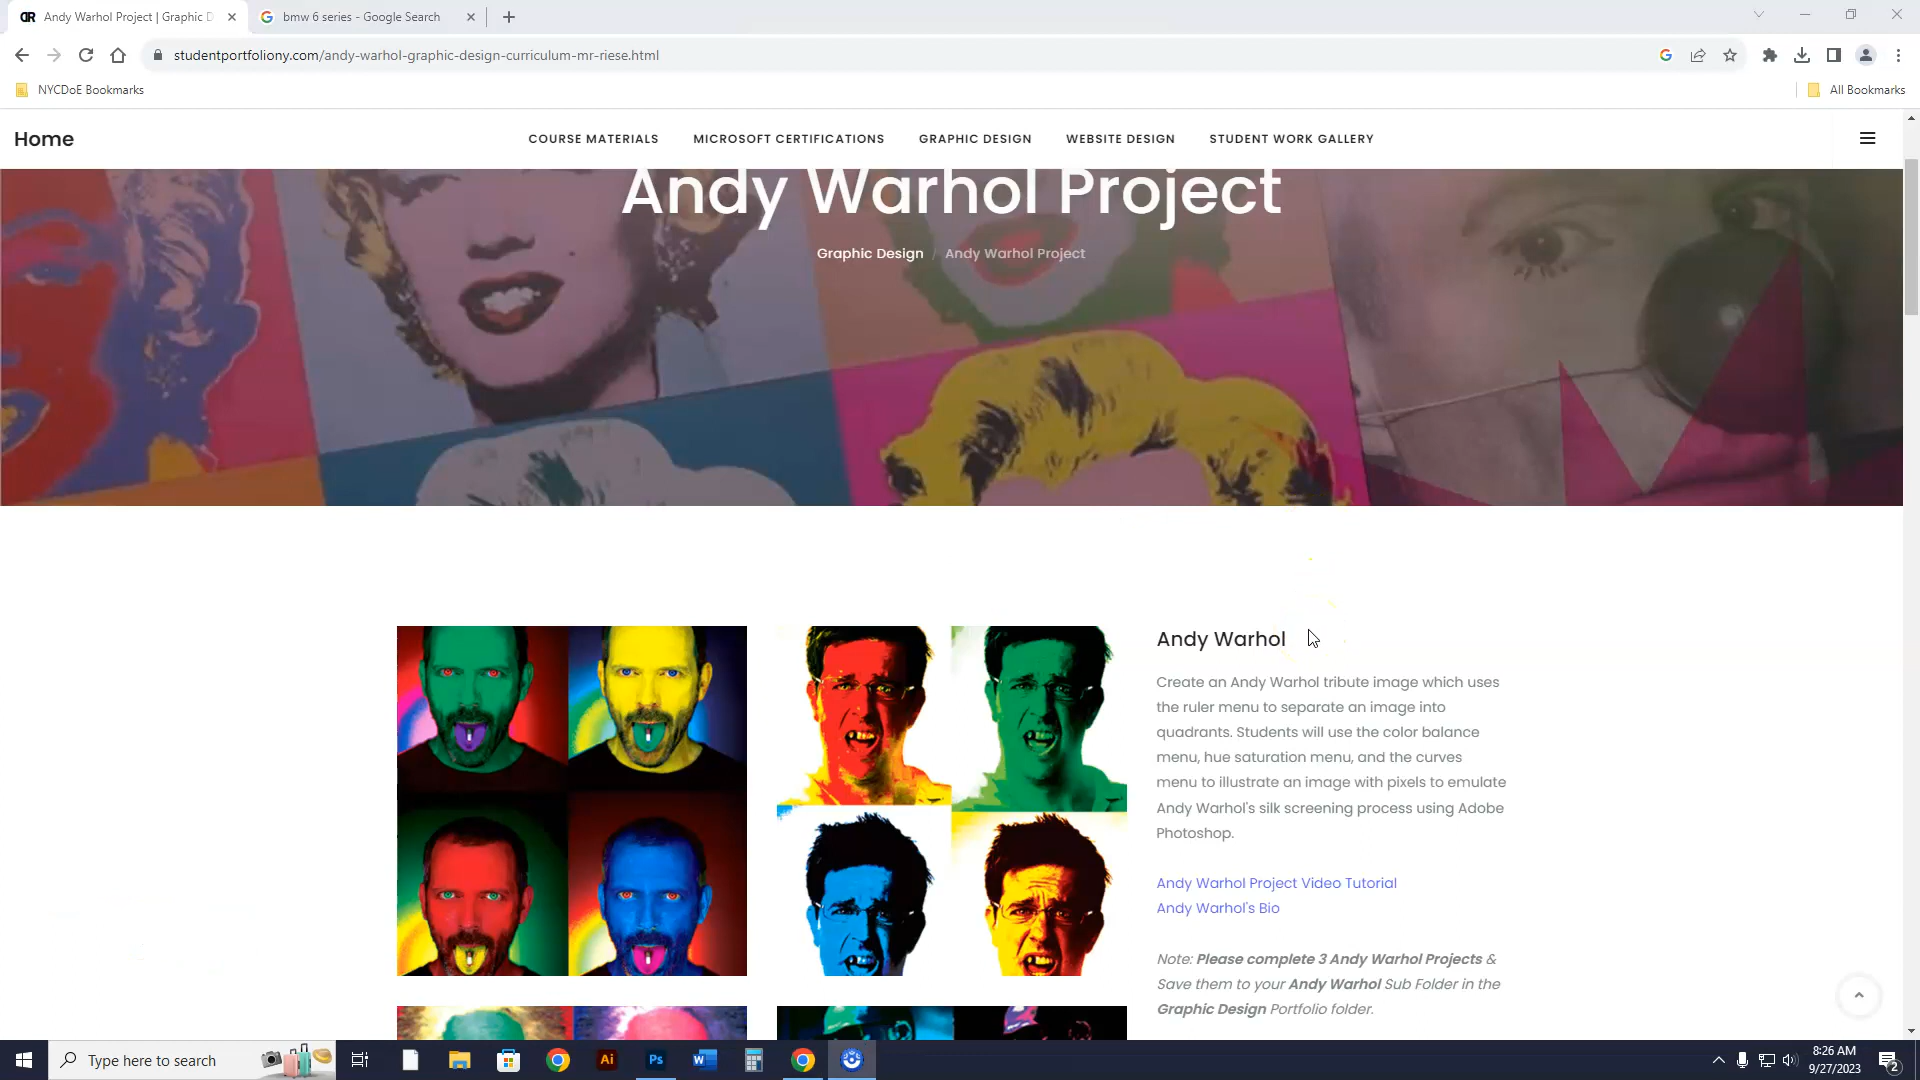 DR Andy Warhol Project | Graphic D
bmw 6 series - Google Search
studentportfoliony.com/andy-warhol-graphic-design-curriculum-mr-riese.html
NYCDoE Bookmarks
All Bookmarks
Home
COURSE MATERIALS
MICROSOFT CERTIFICATIONS
GRAPHIC DESIGN
WEBSITE DESIGN
STUDENT WORK GALLERY
Andy Warhol Project
Graphic Design / Andy Warhol Project
Andy Warhol
Create an Andy Warhol tribute image which uses
the ruler menu to separate an image into
quadrants. Students will use the color balance
menu, hue saturation menu, and the curves
menu to illustrate an image with pixels to emulate
Andy Warhol's silk screening process using Adobe
Photoshop.
Andy Warhol Project Video Tutorial
Andy Warhol's Bio
Note: Please complete 3 Andy Warhol Projects &
Save them to your Andy Warhol Sub Folder in the
Graphic Design Portfolio folder.
Type here to search
Ai
Ps
W
8:26 AM
9/27/2023
2